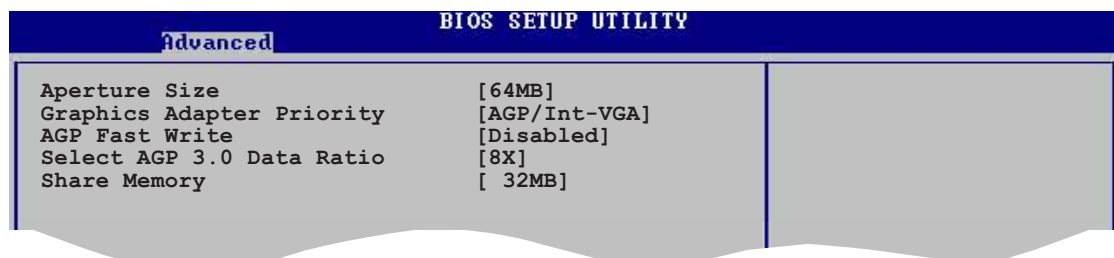 BIOS SETUP UTILITY
Advanced
Aperture Size [64MB]
Graphics Adapter Priority [AGP/Int-VGA]
AGP Fast Write [Disabled]
Select AGP 3.0 Data Ratio [8X]
Share Memory [ 32MB]